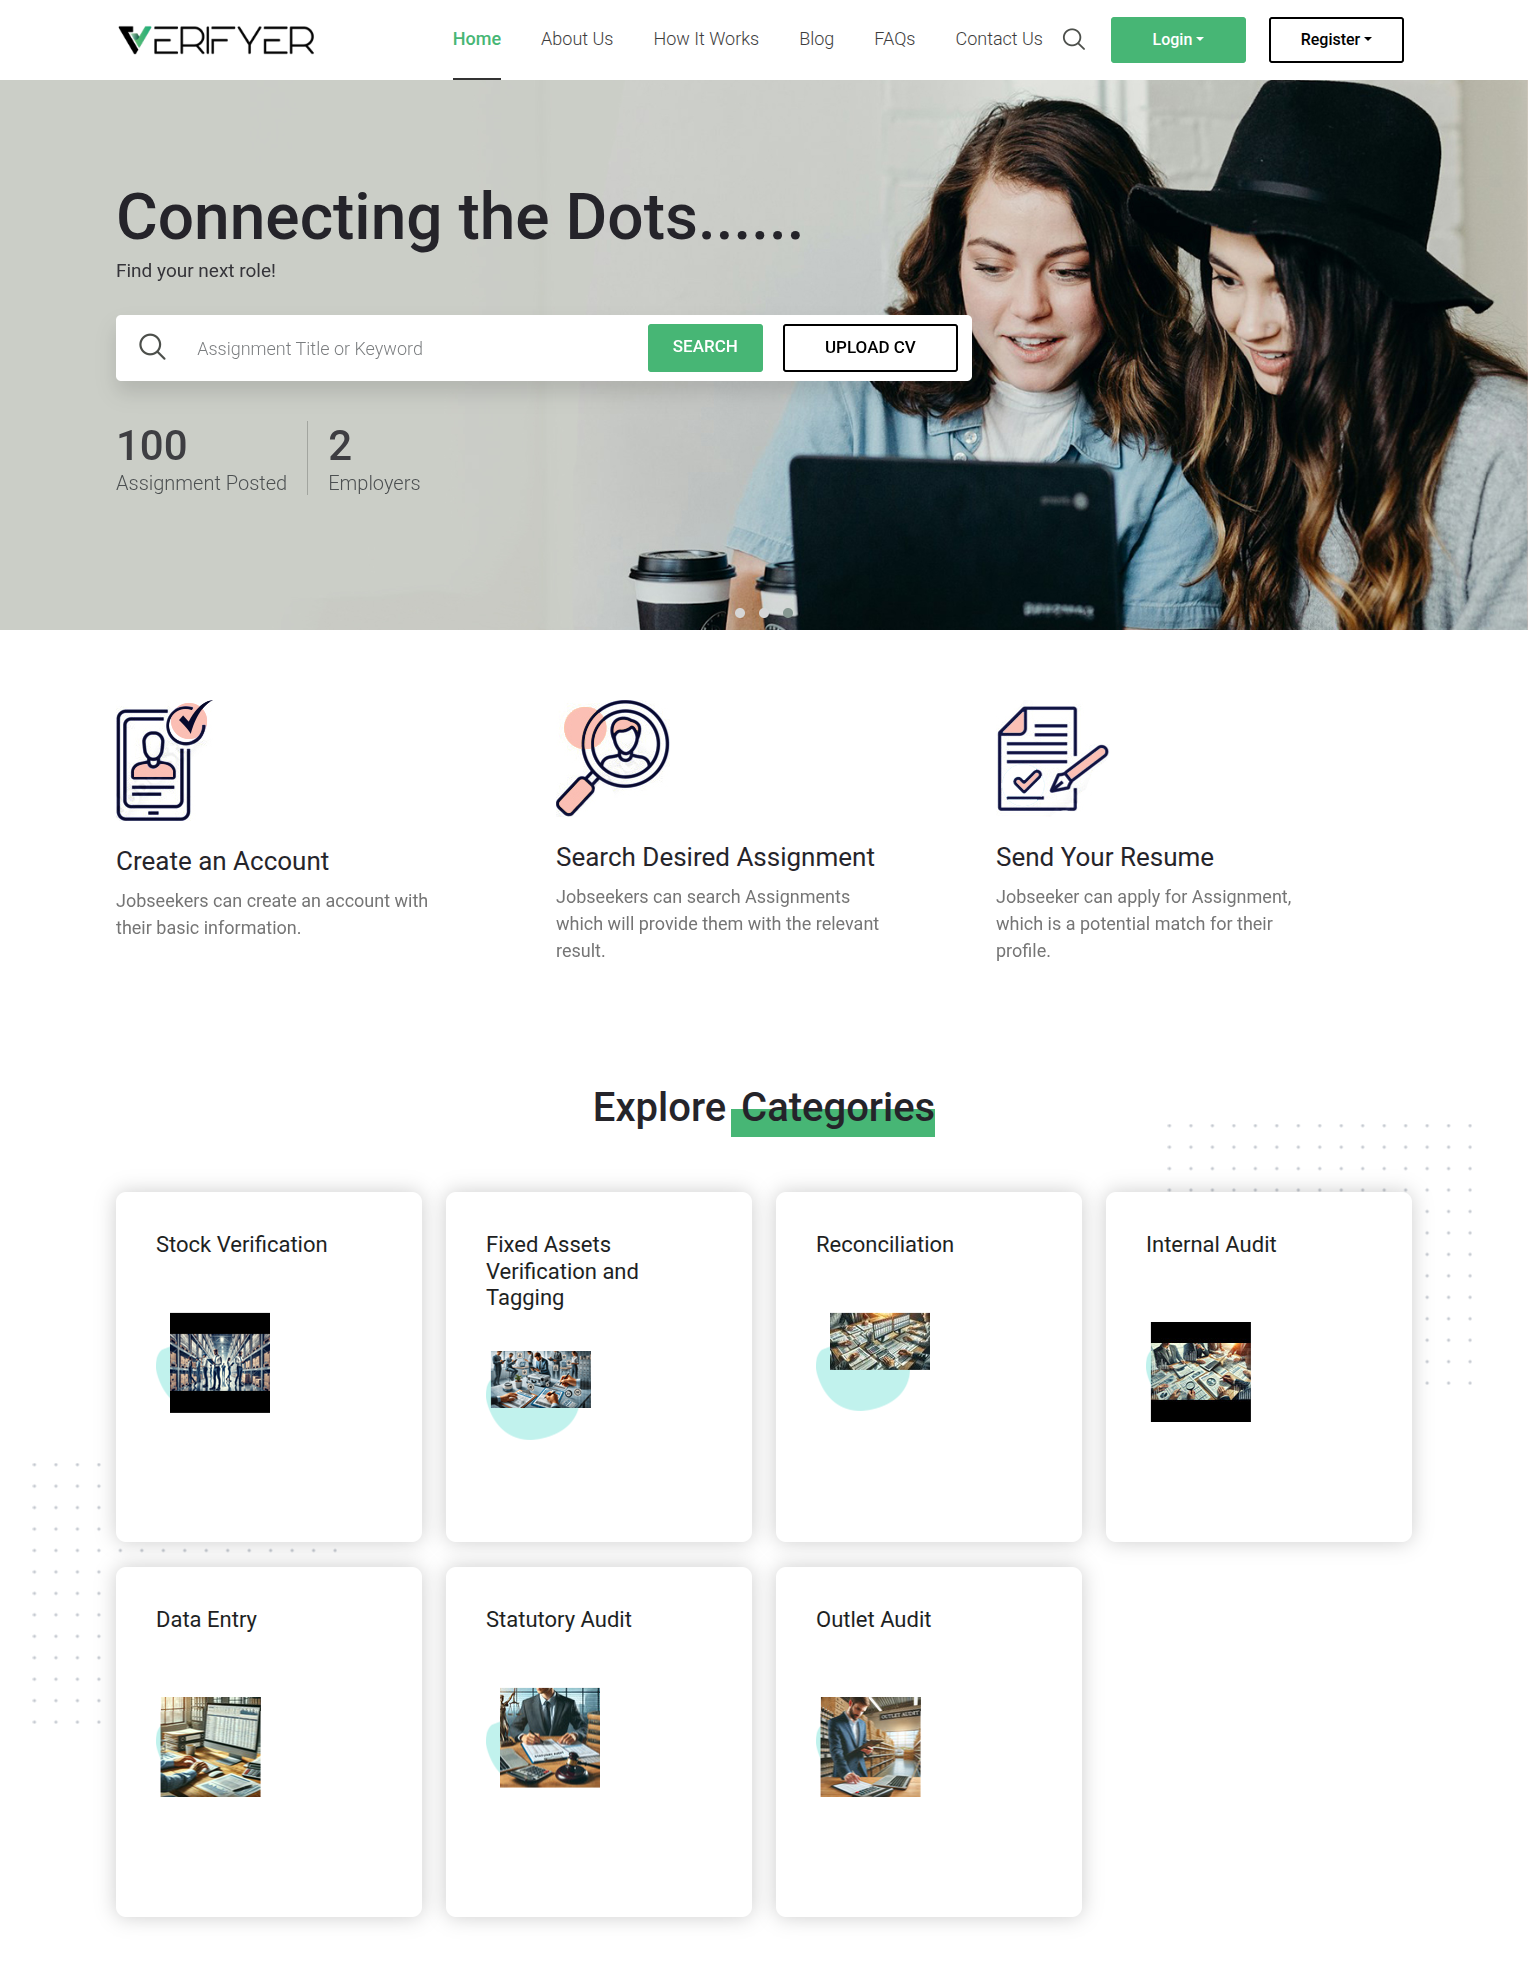 VERIFYER
Home
About Us
How It Works
Blog
FAQs
Contact Us
Login
Register
Connecting the Dots......
Find your next role!
Assignment Title or Keyword
SEARCH
UPLOAD CV
100
Assignment Posted
2
Employers
Create an Account
Jobseekers can create an account with
their basic information.
Search Desired Assignment
Jobseekers can search Assignments
which will provide them with the relevant
result.
Send Your Resume
Jobseeker can apply for Assignment,
which is a potential match for their
profile.
Explore Categories
Stock Verification
Fixed Assets
Verification and
Tagging
Reconciliation
Internal Audit
Data Entry
Statutory Audit
Outlet Audit
OUTLET AUDIT